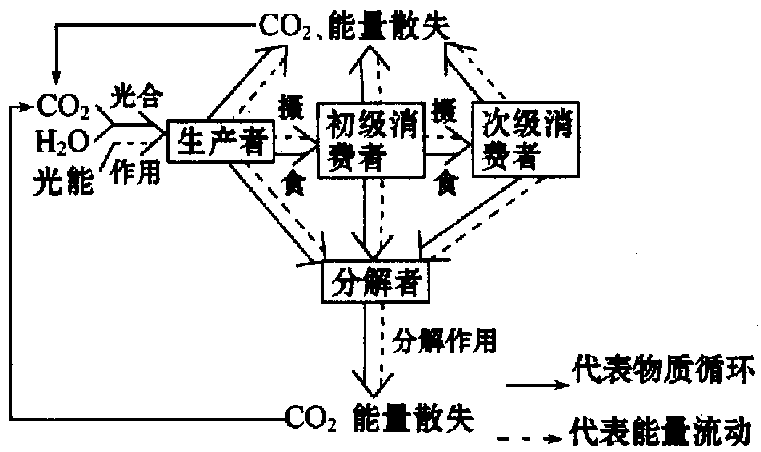 CO2、能量散失
CO2
H2O
光能
光合
作用
生产者
摄
食
初级消
费者
摄
食
次级消
费者
分解者
分解作用
CO2 能量散失
代表物质循环
代表能量流动